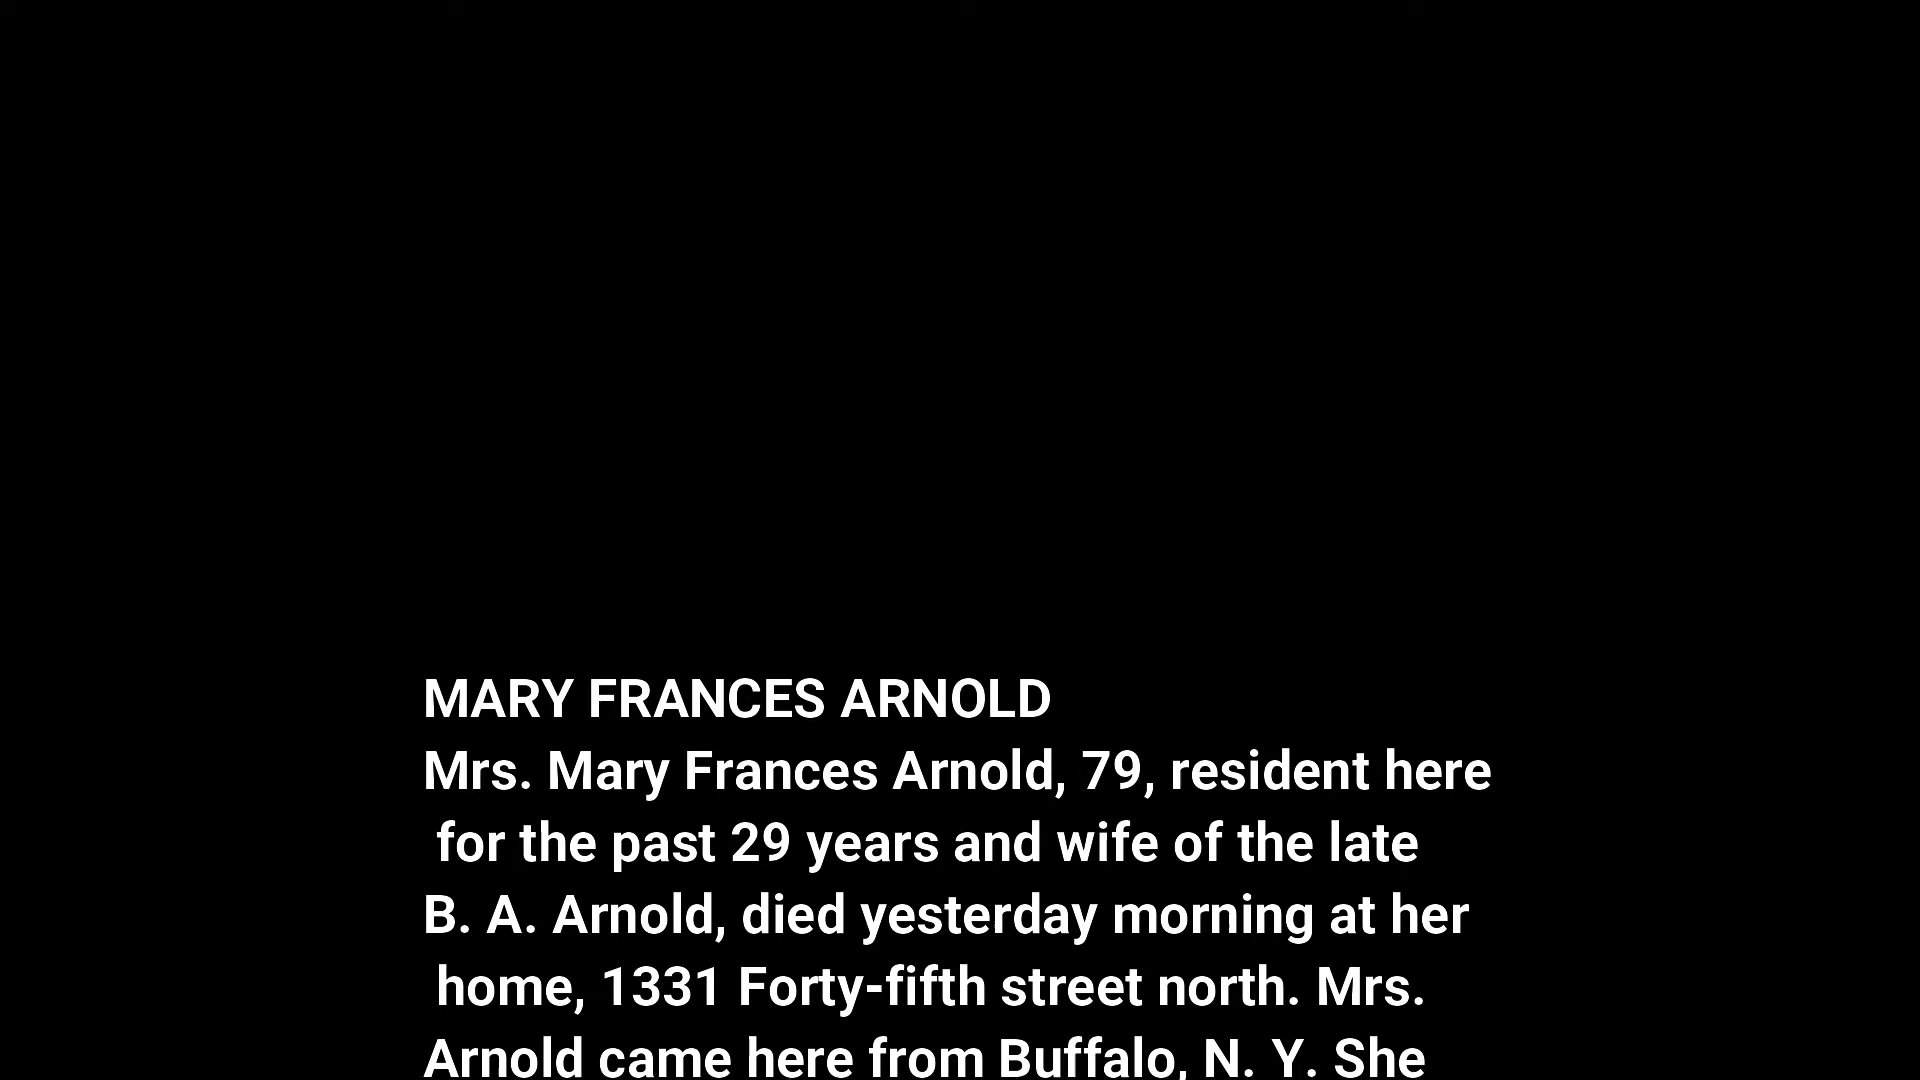 MARY FRANCES ARNOLD
Mrs. Mary Frances Arnold, 79, resident here
for the past 29 years and wife of the late
B. A. Arnold, died yesterday morning at her
home, 1331 Forty-fifth street north. Mrs.
Arnold came here from Buffalo, N. Y. She